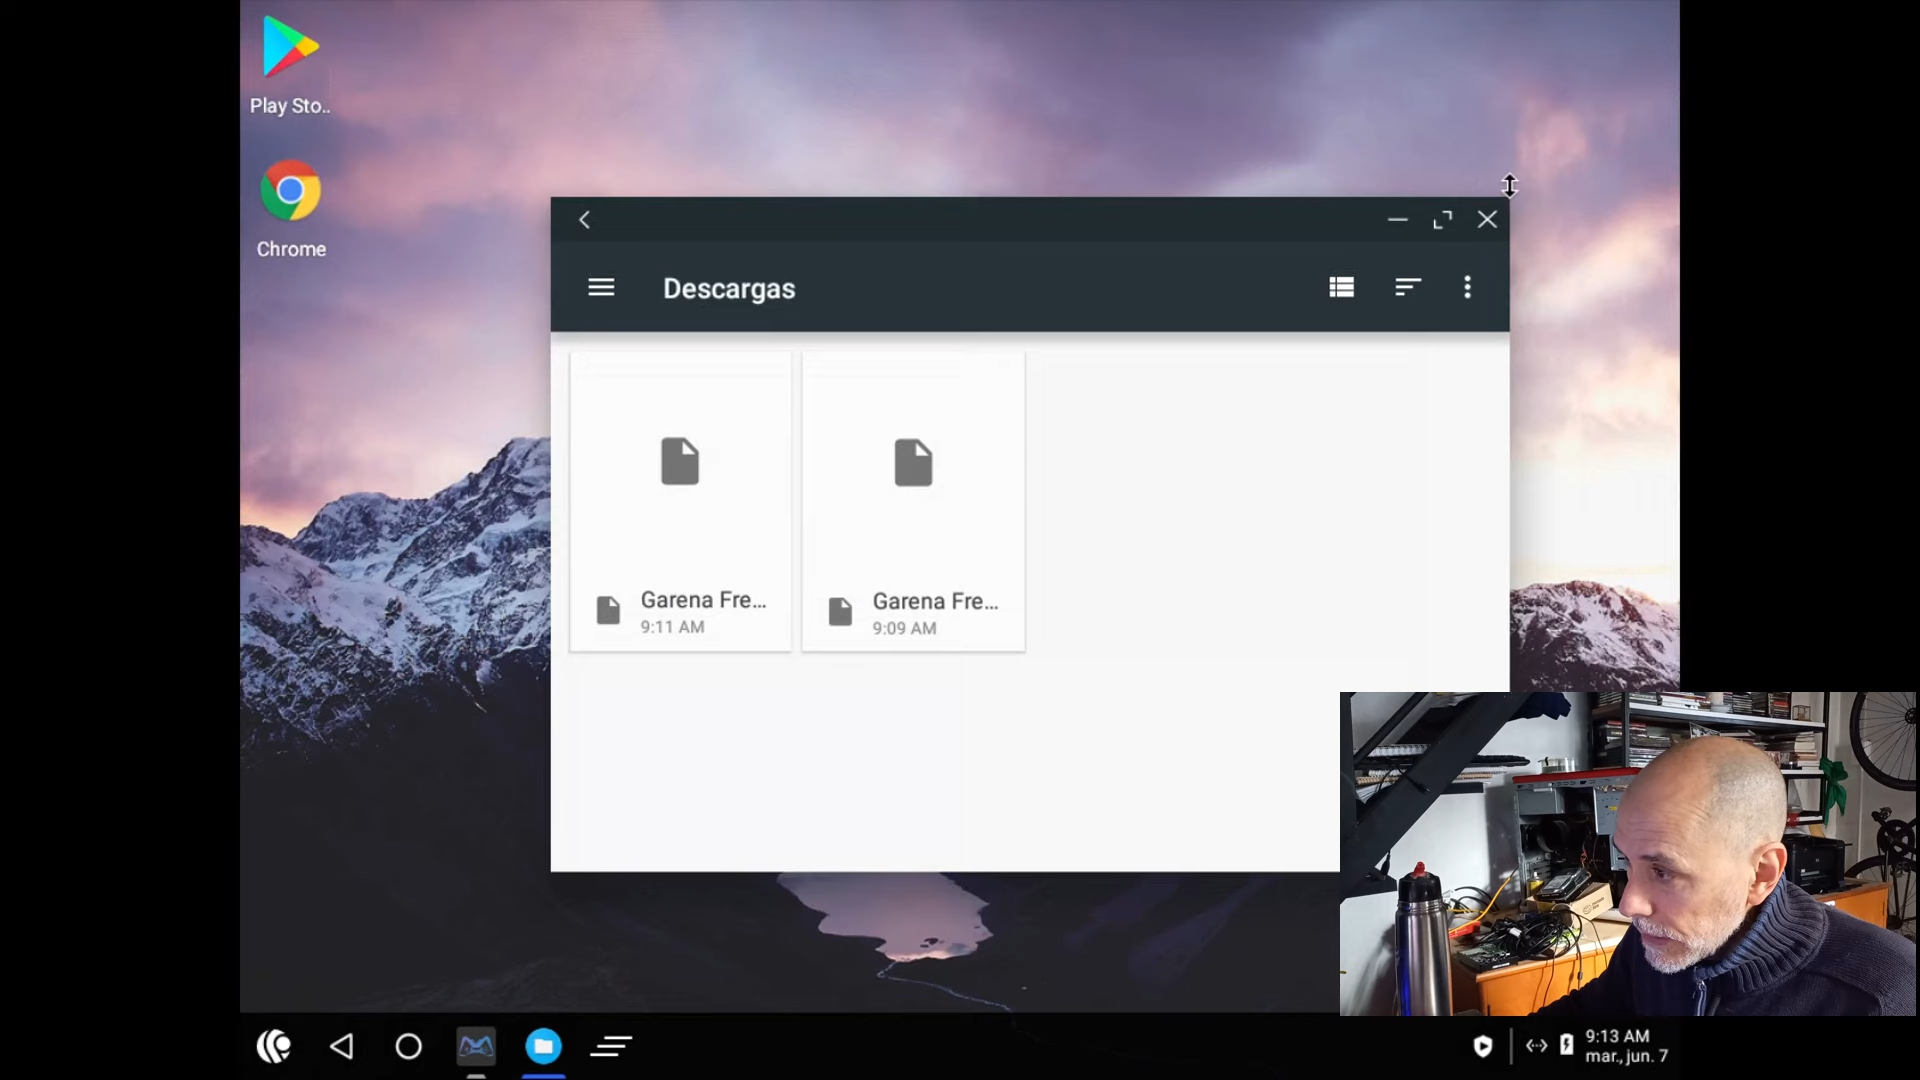 Play Sto..
Chrome
Descargas
Garena Fre...
9:11 AM
Garena Fre...
9:09 AM
9:13 AM
mar., jun. 7